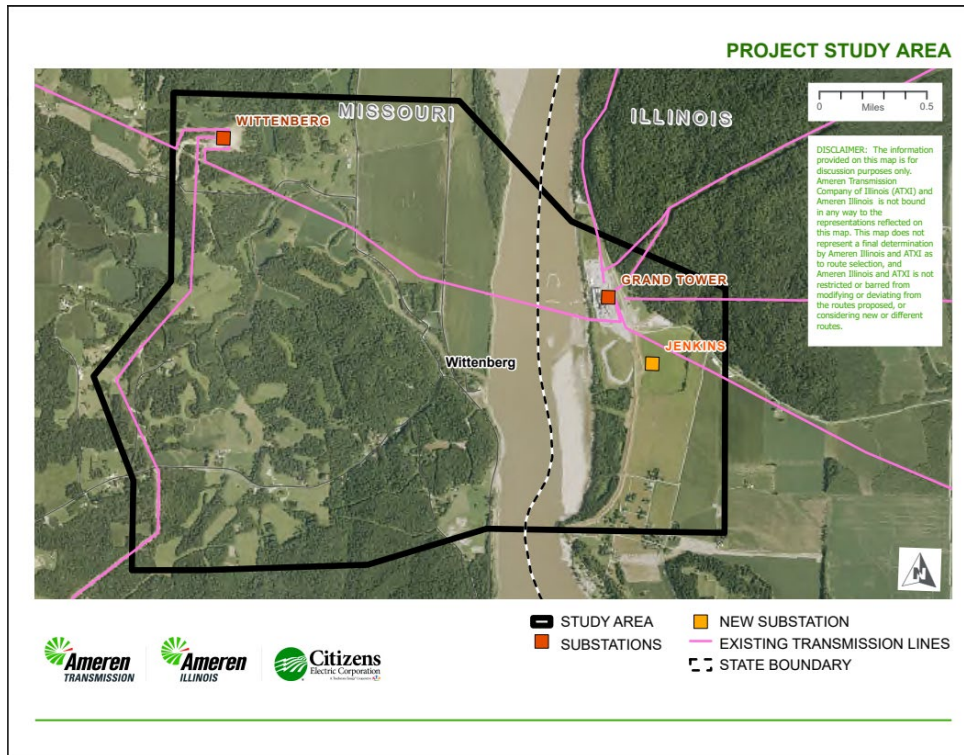 PROJECT STUDY AREA
MISSOURI
ILLINOIS
0 Miles 0.5
WITTENBERG
DISCLAIMER: The information
provided on this map is for
discussion purposes only.
Ameren Transmission
Company of Illinois (ATXI) and
Ameren Illinois is not bound
in any way to the
representations reflected on
this map. This map does not
represent a final determination
by Ameren Illinois and ATXI as
to route selection, and
Ameren Illinois and ATXI is not
restricted or barred from
modifying or deviating from
the routes proposed, or
considering new or different
routes.
GRAND TOWER
JENKINS
Wittenberg
N
STUDY AREA
SUBSTATIONS
NEW SUBSTATION
EXISTING TRANSMISSION LINES
STATE BOUNDARY
Ameren
TRANSMISSION
Ameren
ILLINOIS
Citizens
Electric Corporation